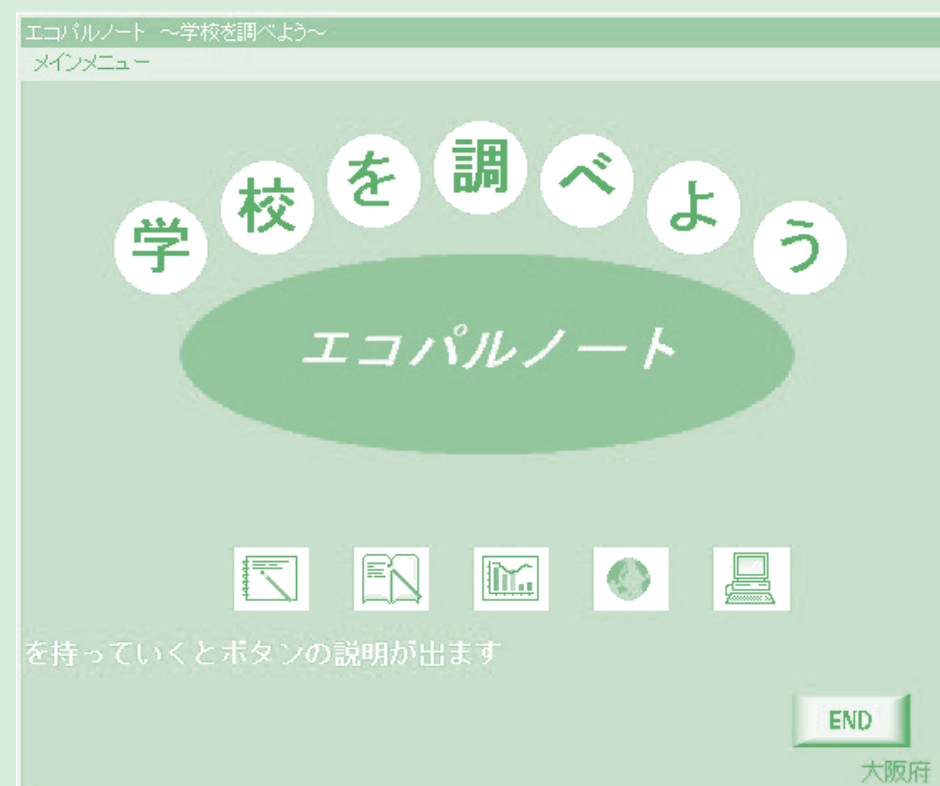 エコパルノート ～学校を調べよう～
メインメニュー
学校を調べよう
エコパルノート
を持っていくとボタンの説明が出ます
END
大阪府